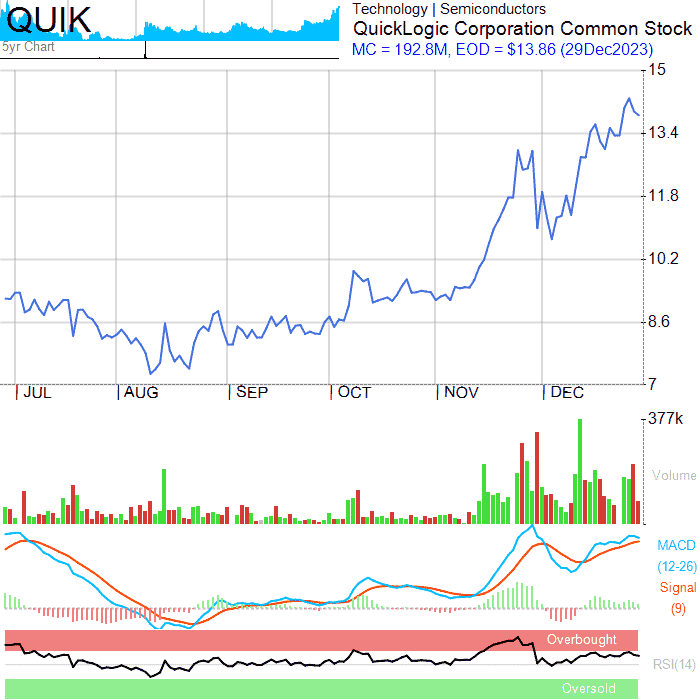 QUIK
5yr Chart
Technology | Semiconductors
QuickLogic Corporation Common Stock
MC = 192.8M, EOD = $13.86 (29Dec2023)
15
13.4
11.8
10.2
8.6
7
JUL
AUG
SEP
OCT
NOV
DEC
377k
Volume
MACD
(12-26)
Signal
(9)
Overbought
RSI(14)
Oversold